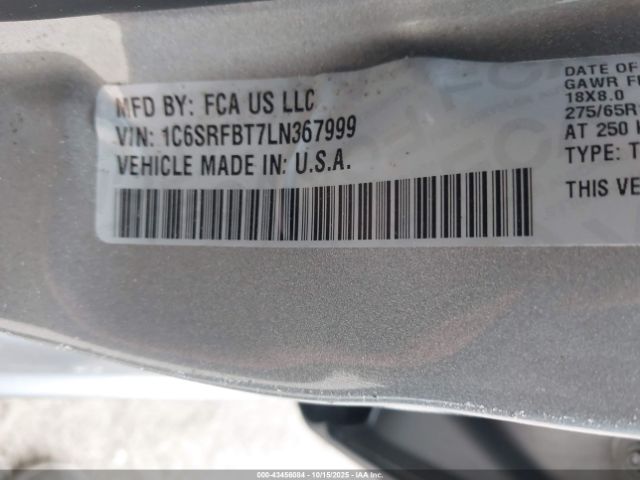 MFD BY: FCA US LLC
VIN: 1C6SRFBT7LN367999
VEHICLE MADE IN: U.S.A.
DATE OF
GAWR F
18X8.0
275/65R
AT 250
TYPE: T
THIS VE
000-43456084 | 10/15/2025 | IAA Inc.